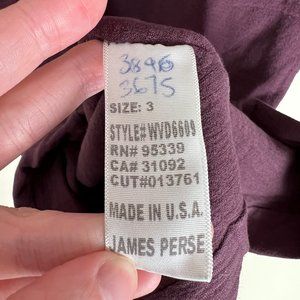 3896
3675
SIZE: 3
STYLE# WVD6609
RN# 95339
CA# 31092
CUT#013761
MADE IN U.S.A.
JAMES PERSE